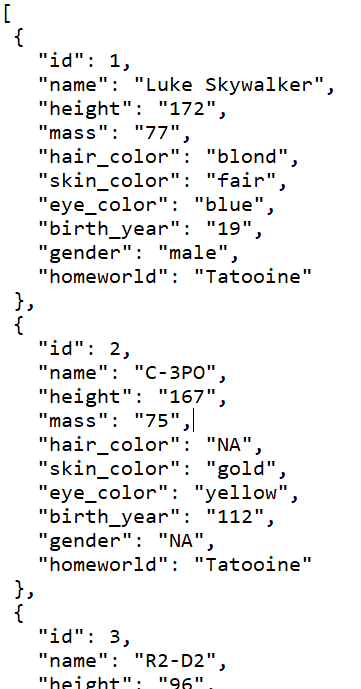 [
 {
   "id": 1,
   "name": "Luke Skywalker",
   "height": "172",
   "mass": "77",
   "hair_color": "blond",
   "skin_color": "fair",
   "eye_color": "blue",
   "birth_year": "19",
   "gender": "male",
   "homeworld": "Tatooine"
 },
 {
   "id": 2,
   "name": "C-3PO",
   "height": "167",
   "mass": "75",
   "hair_color": "NA",
   "skin_color": "gold",
   "eye_color": "yellow",
   "birth_year": "112",
   "gender": "NA",
   "homeworld": "Tatooine"
 },
 {
   "id": 3,
   "name": "R2-D2",
   "height": "96",